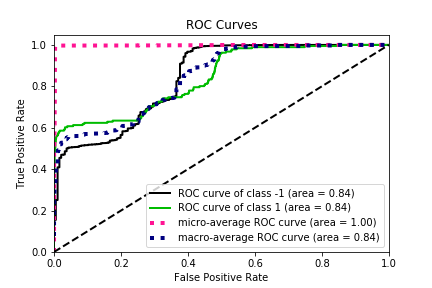 ROC Curves
True Positive Rate
1.0
0.8
0.6
0.4
0.2
0.0
ROC curve of class -1 (area = 0.84)
ROC curve of class 1 (area = 0.84)
micro-average ROC curve (area = 1.00)
macro-average ROC curve (area = 0.84)
0.0 0.2 0.4 0.6 0.8 1.0
False Positive Rate